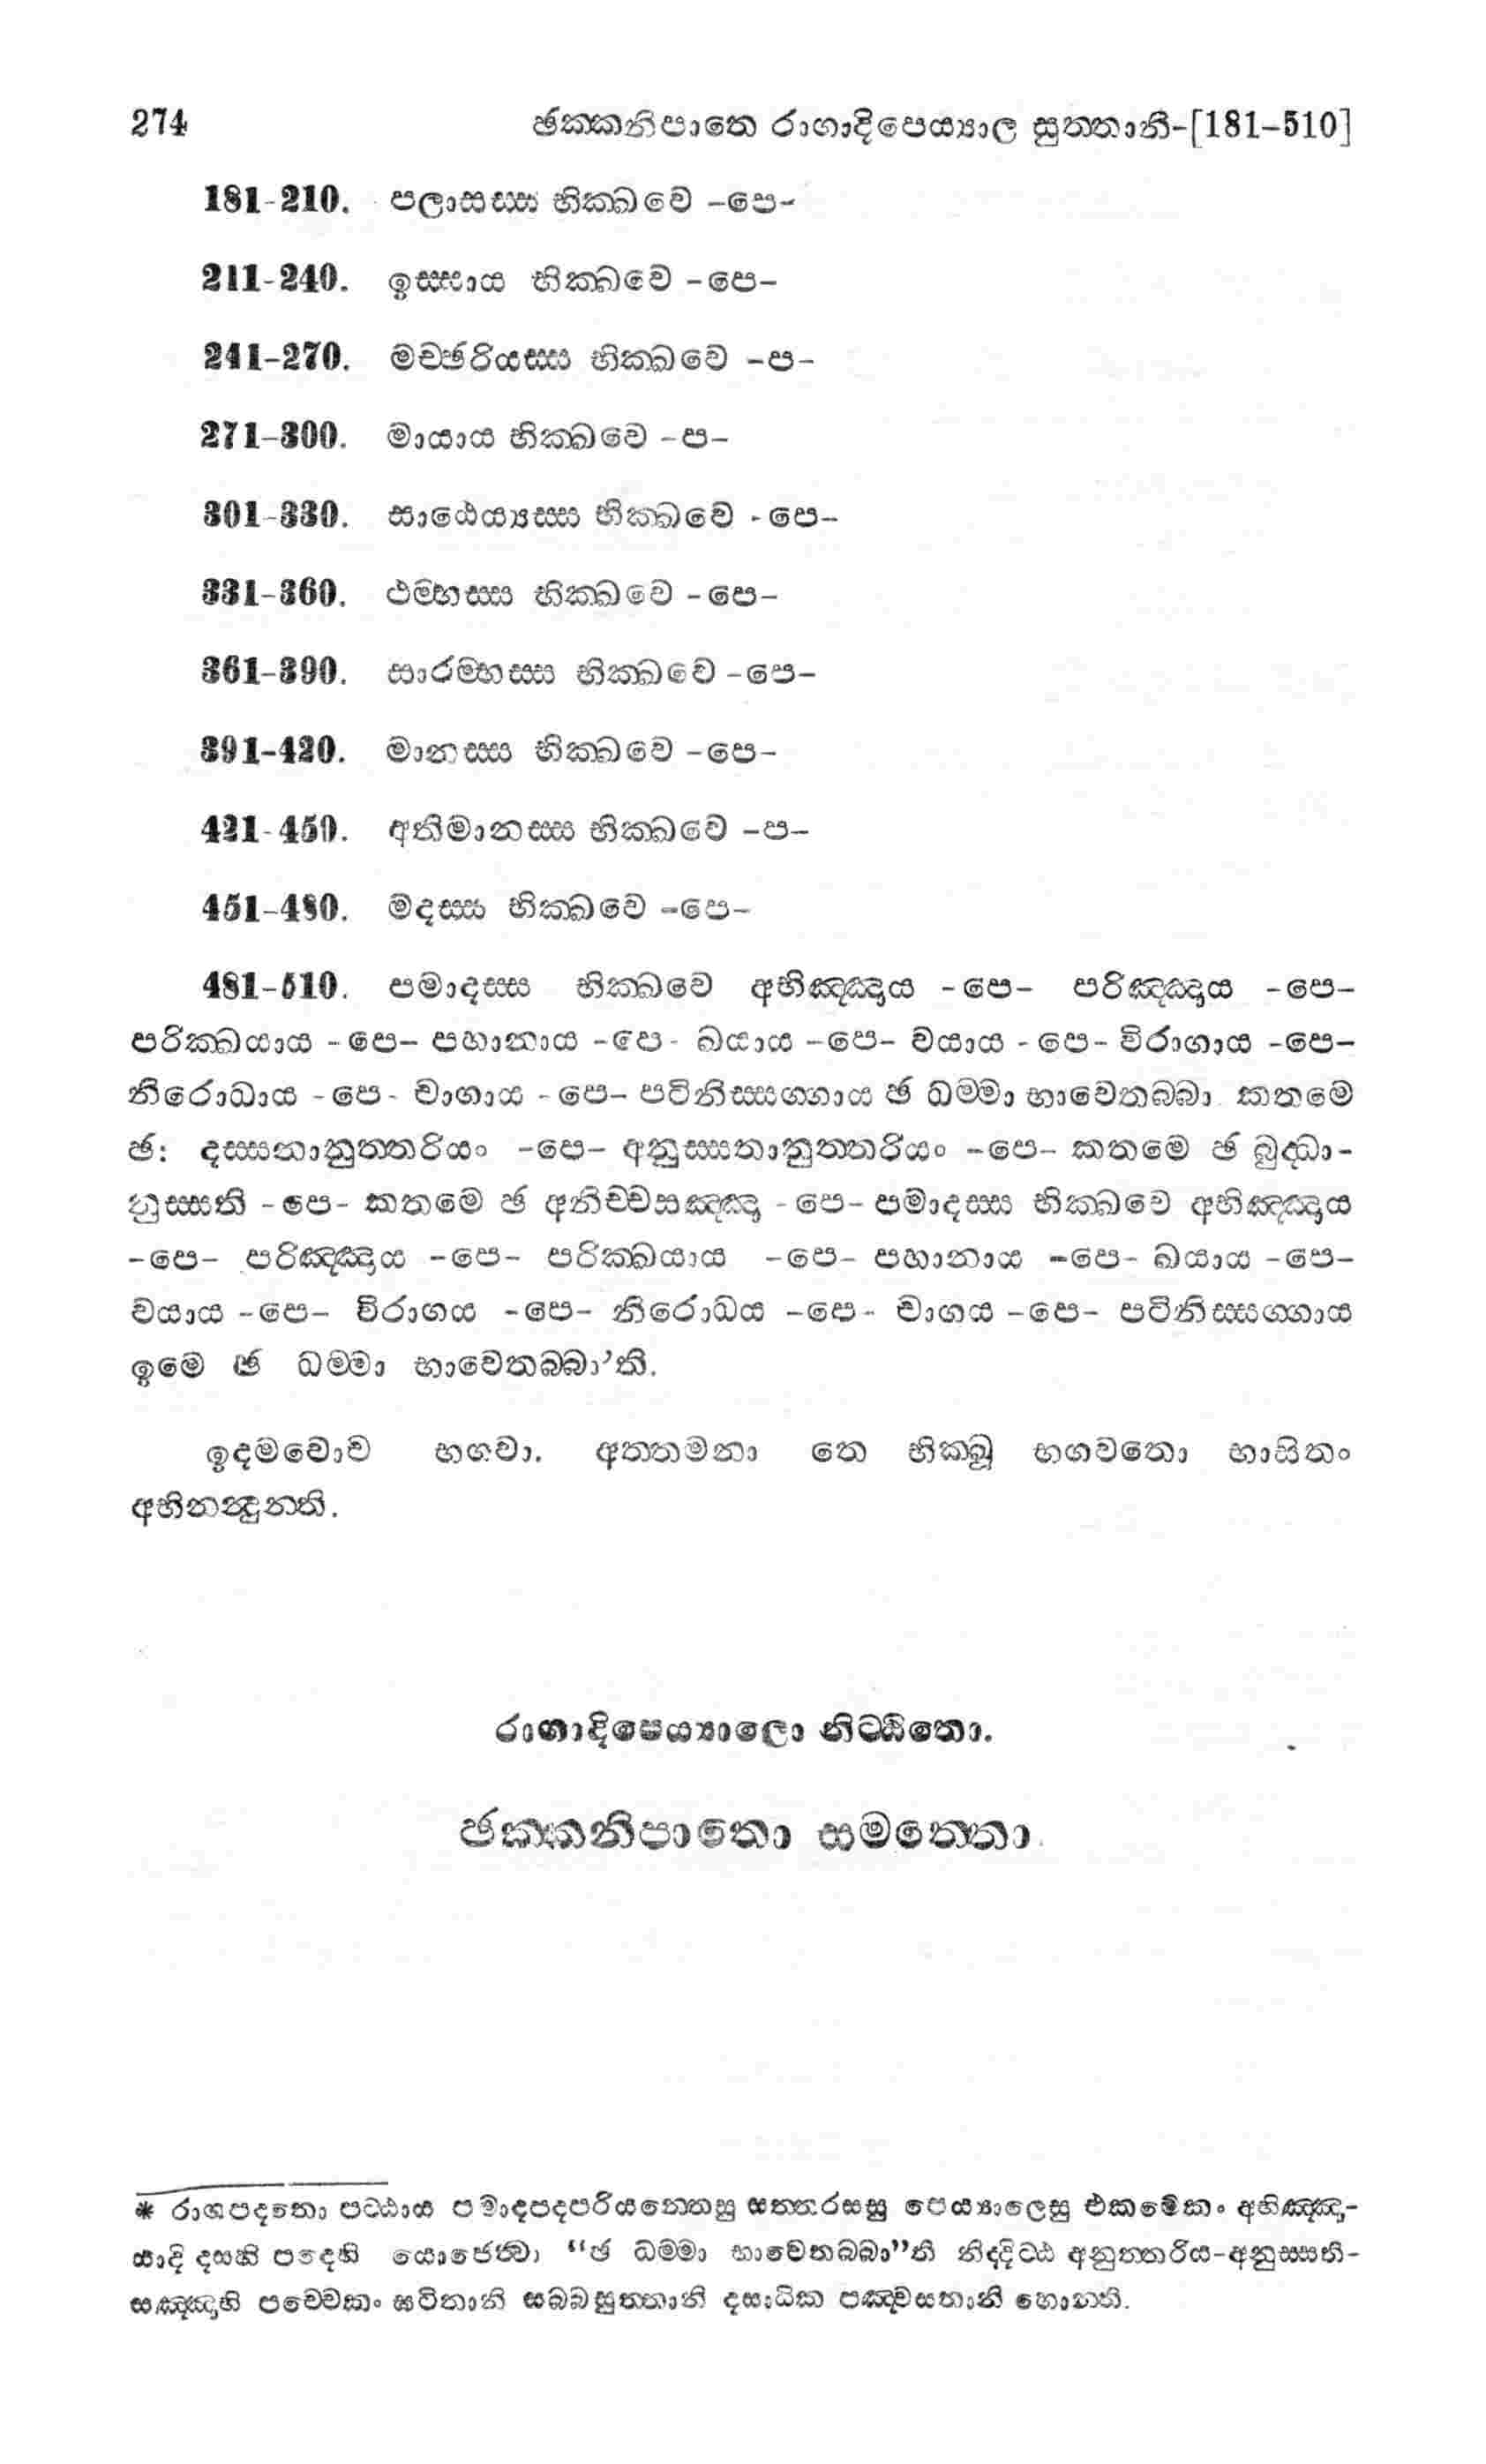 274 ඡක්කනිපාතෙ රාගාදිපෙය්‍යාල සුත්තානි-[181-510]
181-210. පලාසස්ස භික්ඛවෙ -පෙ-
211-240. ඉස්සාය භික්ඛවෙ -පෙ-
241-270. මච්ඡරියස්ස භික්ඛවෙ -ප-
271-300. මායාය භික්ඛවෙ -ප-
301-330. සාඨෙය්‍යස්ස භික්ඛවෙ -පෙ-
331-360. ථම්භස්ස භික්ඛවෙ -පෙ-
361-390. සාරම්භස්ස භික්ඛවෙ -පෙ-
391-420. මානස්ස භික්ඛවෙ -පෙ-
421-450. අතිමානස්ස භික්ඛවෙ -ප-
451-480. මදස්ස භික්ඛවෙ -පෙ-
481-510. පමාදස්ස භික්ඛවෙ අභිඤ්ඤාය -පෙ- පරිඤ්ඤාය -පෙ-
පරික්ඛයාය -පෙ- පහානාය -පෙ- ඛයාය -පෙ- වයාය -පෙ- විරාගාය -පෙ-
නිරොධාය -පෙ- චාගාය -පෙ- පටිනිස්සග්ගාය ඡ ධම්මා භාවෙතබ්බා. කතමෙ
ඡ: දස්සනානුත්තරියං -පෙ- අනුස්සතානුත්තරියං -පෙ- කතමෙ ඡ බුද්ධා-
නුස්සති -පෙ- කතමෙ ඡ අනිච්චසඤ්ඤා -පෙ- පමාදස්ස භික්ඛවෙ අභිඤ්ඤාය
-පෙ- පරිඤ්ඤාය -පෙ- පරික්ඛයාය -පෙ- පහානාය -පෙ- ඛයාය -පෙ-
වයාය -පෙ- විරාගය -පෙ- නිරොධය -පෙ- චාගය -පෙ- පටිනිස්සග්ගාය
ඉමෙ ඡ ධම්මා භාවෙතබ්බා’ති.
ඉදමවොච භගවා. අත්තමනා තෙ භික්ඛූ භගවතො භාසිතං
අභිනන්දුන්ති.
රාගාදිපෙය්‍යාලො නිට්ඨිතො.
ඡක්කනිපාතො සමත්තො.
* රාගපදතො පට්ඨාය පමාදපදපරියන්තෙසු සත්තරසසු පෙය්‍යාලෙසු එකමේකං අභිඤ්ඤා-
යාදි දසහි පදෙහි යොජෙත්වා “ඡ ධම්මා භාවෙතබ්බා”ති නිද්දිට්ඨ අනුත්තරිය-අනුස්සති-
සඤ්ඤාහි පච්චෙකං ඝටිතානි සබ්බසුත්තානි දසාධික පඤ්චසතානි හොන්ති.